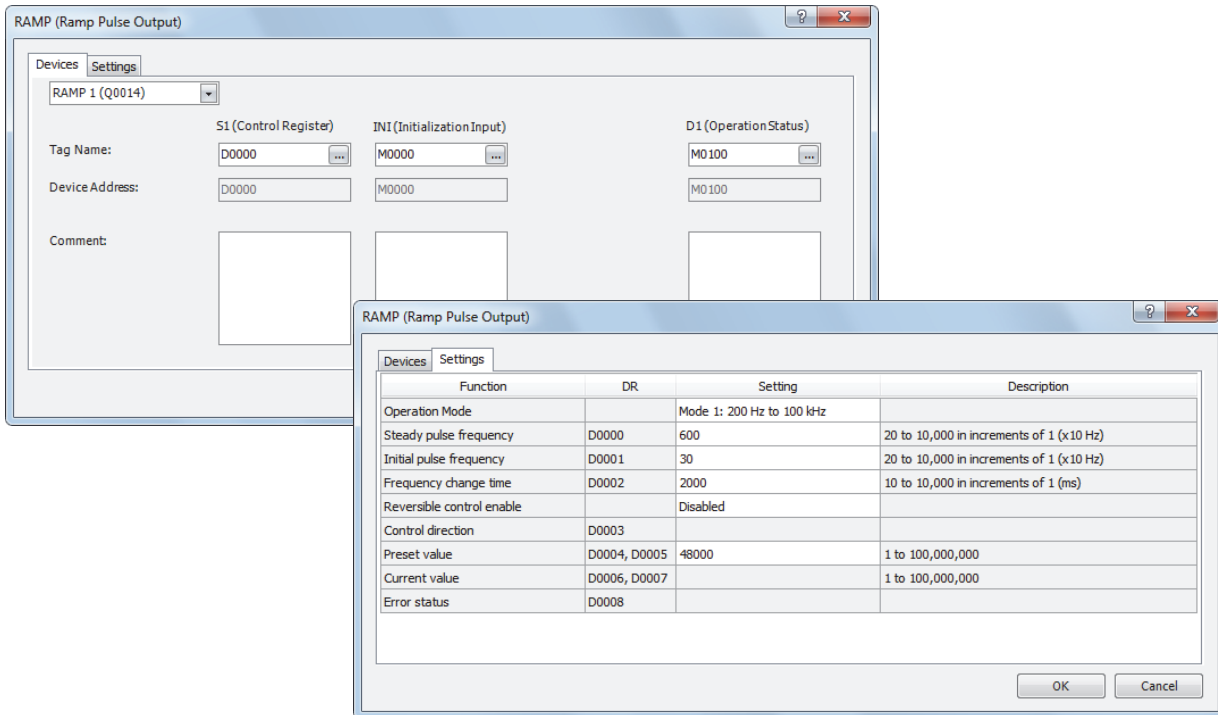 RAMP (Ramp Pulse Output)
Devices Settings
RAMP 1 (Q0014)
S1 (Control Register) INI (Initialization Input) D1 (Operation Status)
Tag Name: D0000 ... M0000 ... M0100 ...
Device Address: D0000 M0000 M0100
Comment:
RAMP (Ramp Pulse Output)
Devices Settings
Function DR Setting Description
Operation Mode Mode 1: 200 Hz to 100 kHz
Steady pulse frequency D0000 600 20 to 10,000 in increments of 1 (x10 Hz)
Initial pulse frequency D0001 30 20 to 10,000 in increments of 1 (x10 Hz)
Frequency change time D0002 2000 10 to 10,000 in increments of 1 (ms)
Reversible control enable Disabled
Control direction D0003
Preset value D0004, D0005 48000 1 to 100,000,000
Current value D0006, D0007 1 to 100,000,000
Error status D0008
OK Cancel